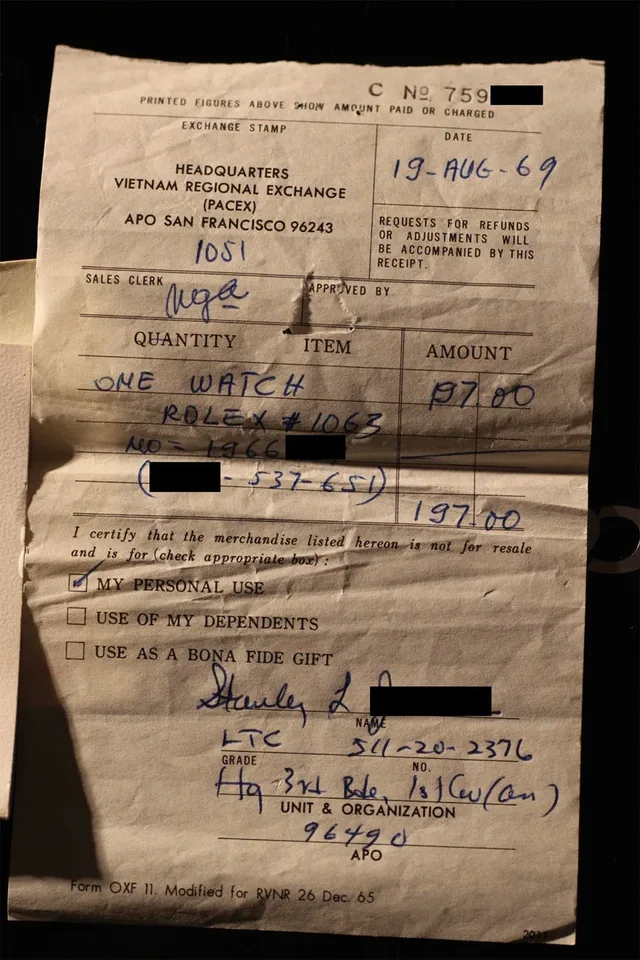 C No 759
PRINTED FIGURES ABOVE SHOW AMOUNT PAID OR CHARGED
EXCHANGE STAMP
HEADQUARTERS
VIETNAM REGIONAL EXCHANGE
(PACEX)
APO SAN FRANCISCO 96243
1051
DATE
19-AUG-69
REQUESTS FOR REFUNDS
OR ADJUSTMENTS WILL
BE ACCOMPANIED BY THIS
RECEIPT.
SALES CLERK
APPROVED BY
QUANTITY ITEM AMOUNT
ONE WATCH 197.00
ROLEX #1063
NO = 1966
( - 537-651)
197.00
I certify that the merchandise listed hereon is not for resale
and is for (check appropriate box) :
MY PERSONAL USE
USE OF MY DEPENDENTS
USE AS A BONA FIDE GIFT
Stanley L J
NAME
LTC 511-20-2376
GRADE NO.
Hq 3rd Bde, 1st Cav (Am)
UNIT & ORGANIZATION
96490
APO
Form OXF 11. Modified for RVNR 26 Dec. 65